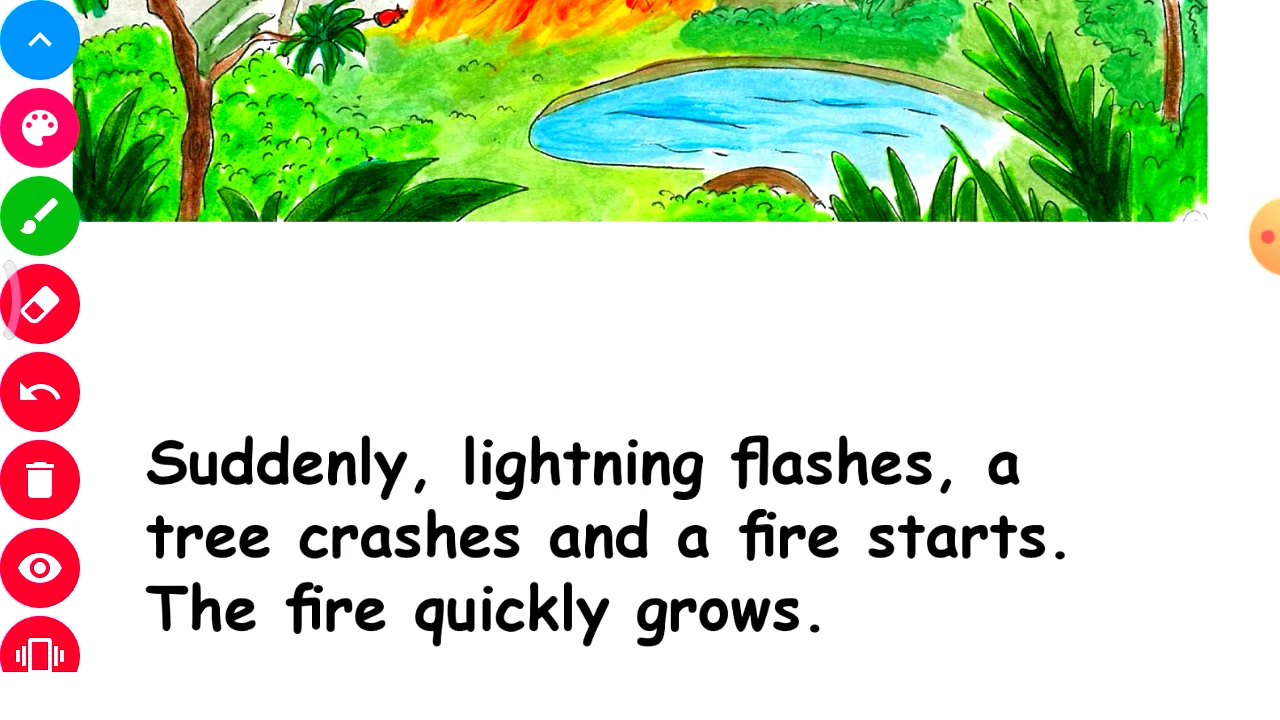 Suddenly, lightning flashes, a
tree crashes and a fire starts.
The fire quickly grows.